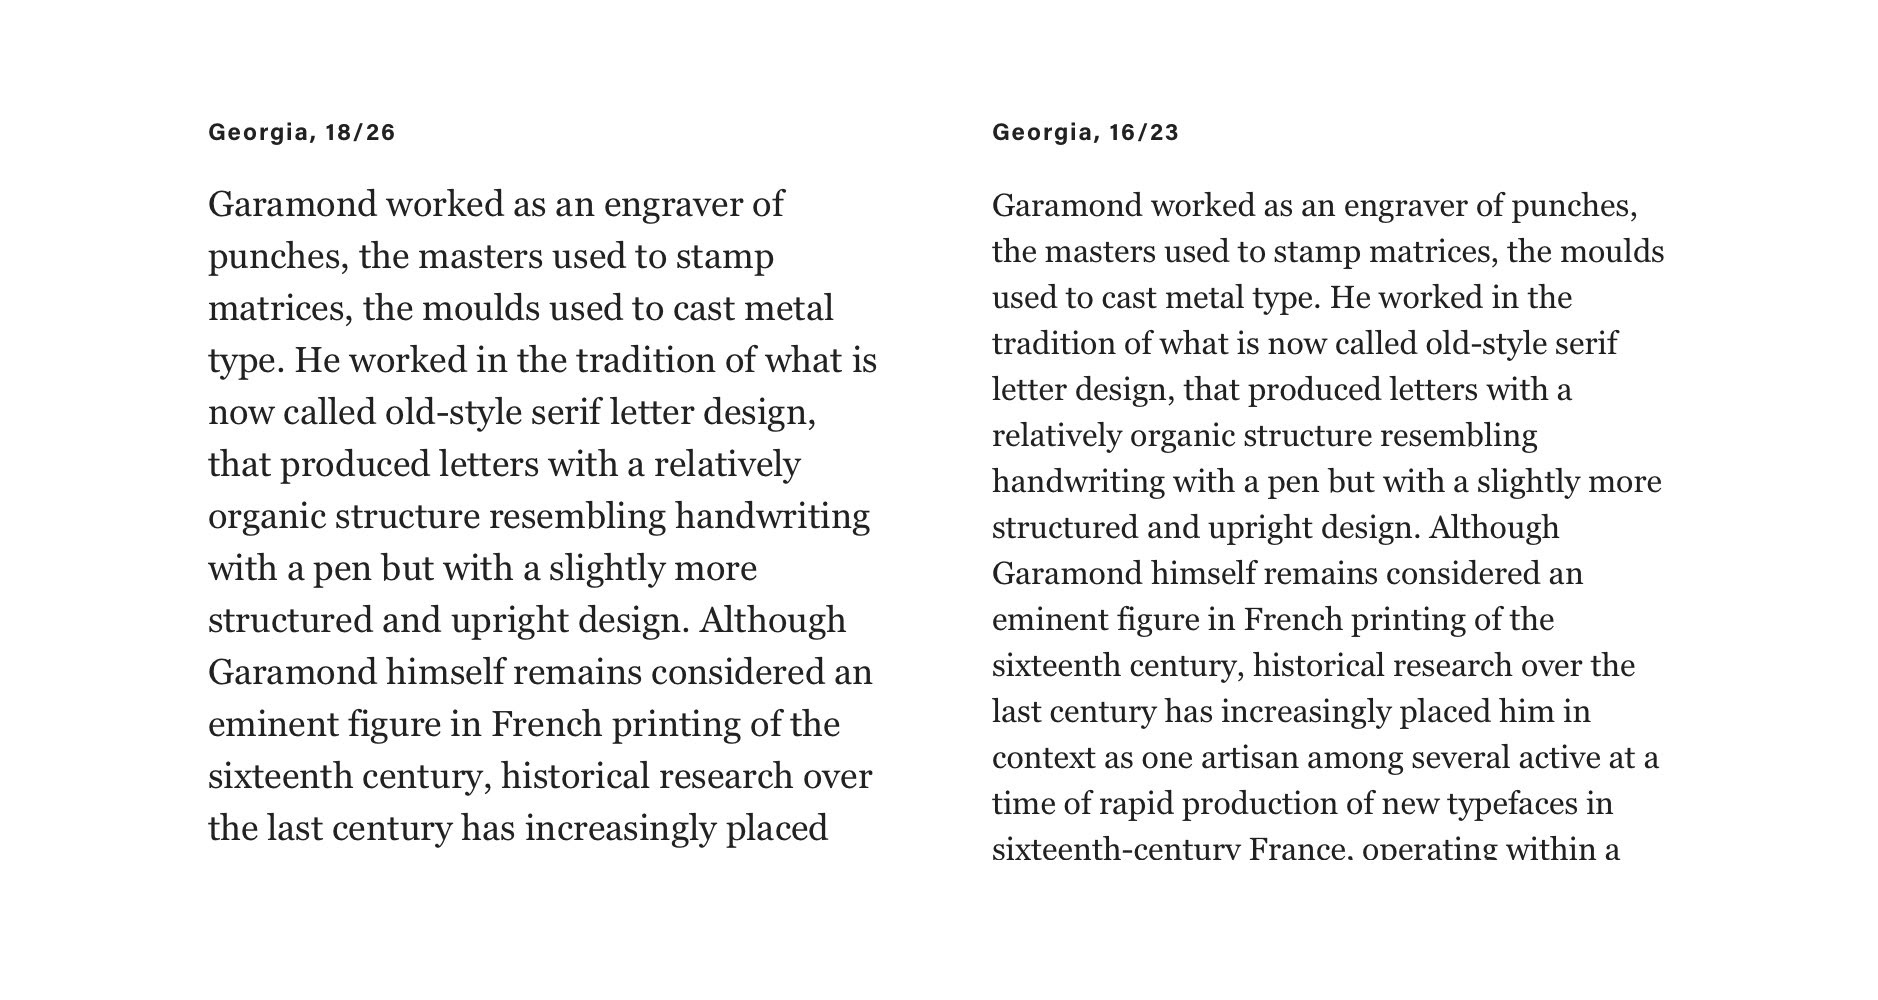 Georgia, 18/26
Garamond worked as an engraver of
punches, the masters used to stamp
matrices, the moulds used to cast metal
type. He worked in the tradition of what is
now called old-style serif letter design,
that produced letters with a relatively
organic structure resembling handwriting
with a pen but with a slightly more
structured and upright design. Although
Garamond himself remains considered an
eminent figure in French printing of the
sixteenth century, historical research over
the last century has increasingly placed
Georgia, 16/23
Garamond worked as an engraver of punches,
the masters used to stamp matrices, the moulds
used to cast metal type. He worked in the
tradition of what is now called old-style serif
letter design, that produced letters with a
relatively organic structure resembling
handwriting with a pen but with a slightly more
structured and upright design. Although
Garamond himself remains considered an
eminent figure in French printing of the
sixteenth century, historical research over the
last century has increasingly placed him in
context as one artisan among several active at a
time of rapid production of new typefaces in
sixteenth-century France, operating within a